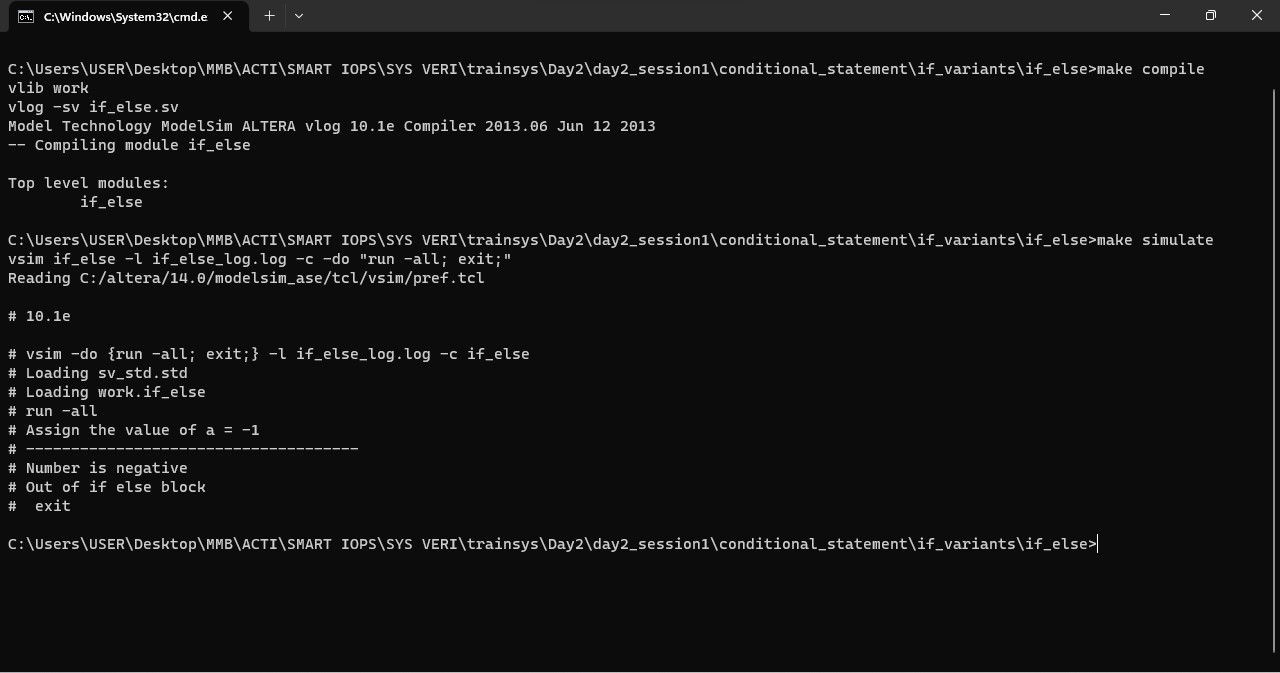 C:\Windows\System32\cmd.e
C:\Users\USER\Desktop\MMB\ACTI\SMART IOPS\SYS VERI\trainsys\Day2\day2_session1\conditional_statement\if_variants\if_else>make compile
vlib work
vlog -sv if_else.sv
Model Technology ModelSim ALTERA vlog 10.1e Compiler 2013.06 Jun 12 2013
-- Compiling module if_else
Top level modules:
if_else
C:\Users\USER\Desktop\MMB\ACTI\SMART IOPS\SYS VERI\trainsys\Day2\day2_session1\conditional_statement\if_variants\if_else>make simulate
vsim if_else -l if_else_log.log -c -do "run -all; exit;"
Reading C:/altera/14.0/modelsim_ase/tcl/vsim/pref.tcl
# 10.1e
# vsim -do {run -all; exit;} -l if_else_log.log -c if_else
# Loading sv_std.std
# Loading work.if_else
# run -all
# Assign the value of a = -1
# -------------------------------------
# Number is negative
# Out of if else block
#  exit
C:\Users\USER\Desktop\MMB\ACTI\SMART IOPS\SYS VERI\trainsys\Day2\day2_session1\conditional_statement\if_variants\if_else>